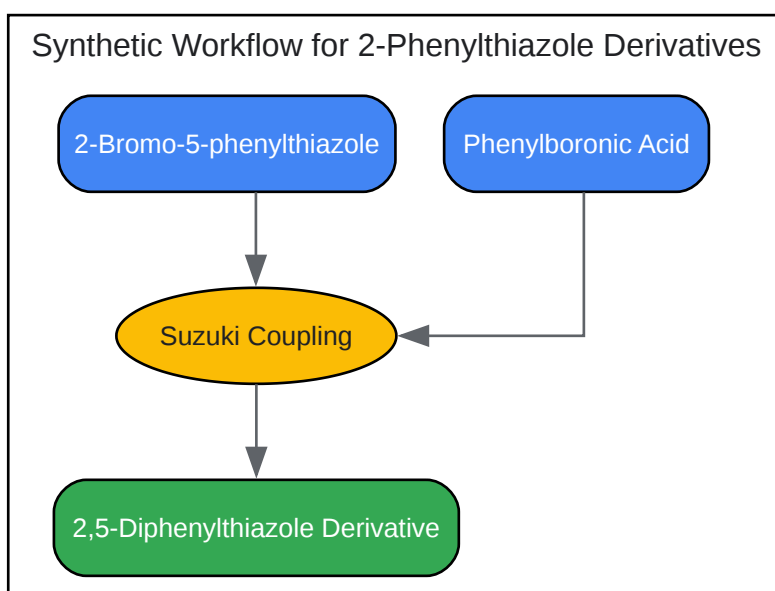 Synthetic Workflow for 2-Phenylthiazole Derivatives
2-Bromo-5-phenylthiazole
Phenylboronic Acid
Suzuki Coupling
2,5-Diphenylthiazole Derivative